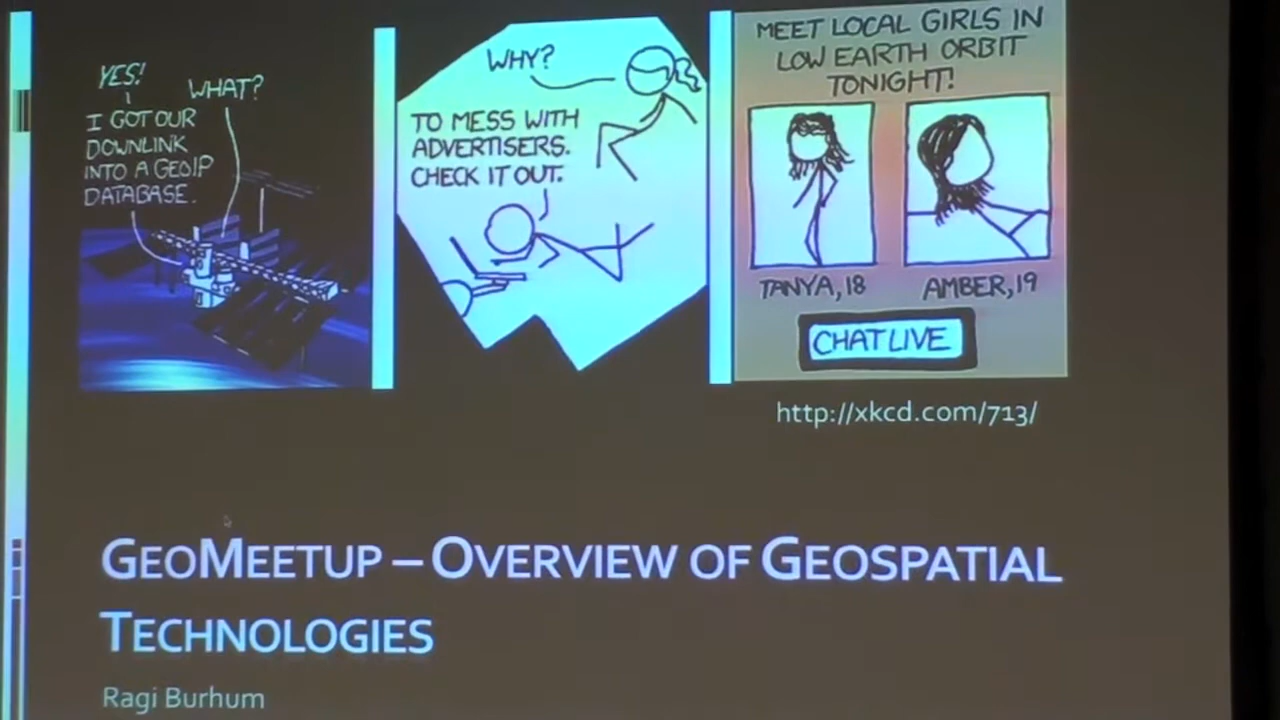 YES!
WHAT?
I GOT OUR
DOWNLINK
INTO A GEOIP
DATABASE.
WHY?
TO MESS WITH
ADVERTISERS.
CHECK IT OUT.
MEET LOCAL GIRLS IN
LOW EARTH ORBIT
TONIGHT!
TANYA, 18
AMBER, 19
CHAT LIVE
http://xkcd.com/713/
GEOMEETUP – OVERVIEW OF GEOSPATIAL
TECHNOLOGIES
Ragi Burhum